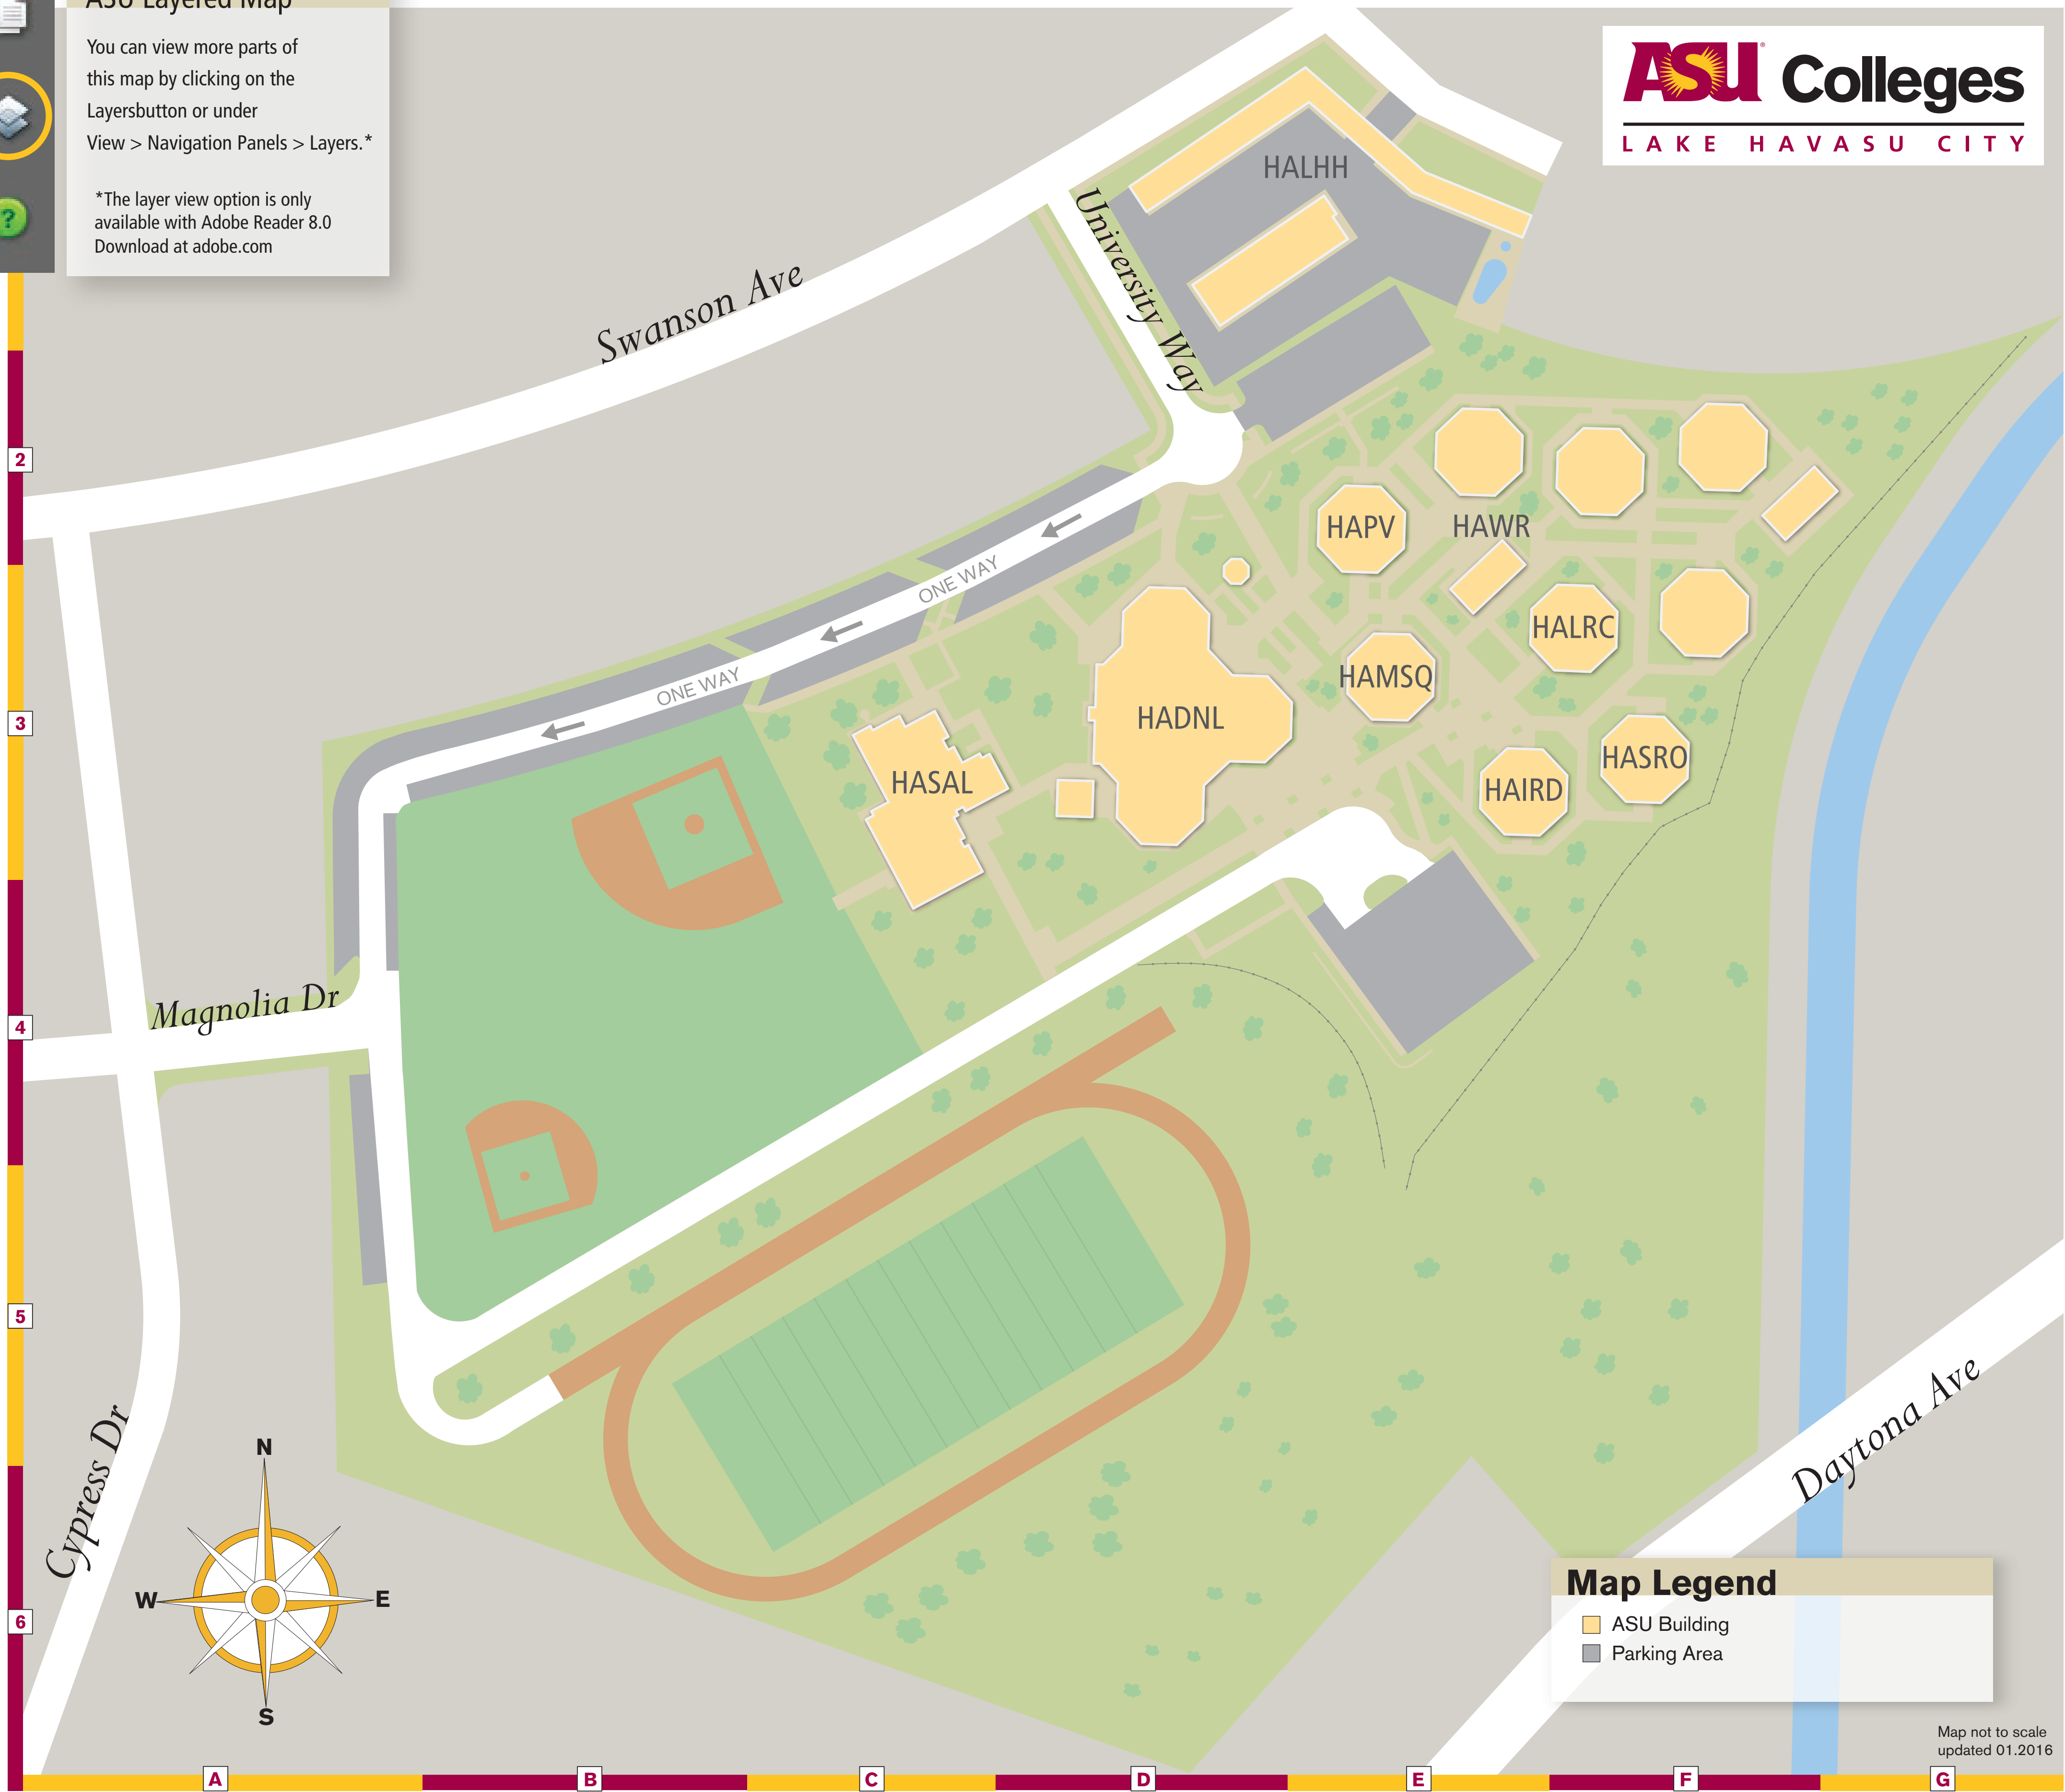 ASU Layered Map
You can view more parts of
this map by clicking on the
Layersbutton or under
View > Navigation Panels > Layers.*
*The layer view option is only
available with Adobe Reader 8.0
Download at adobe.com
?
ASU® Colleges
LAKE HAVASU CITY
HALHH
University Way
Swanson Ave
2
HAPV
HAWR
ONE WAY
HALRC
HAMSQ
ONE WAY
HADNL
3
HASRO
HASAL
HAIRD
Magnolia Dr
4
5
Daytona Ave
Cypress Dr
N
W
E
S
6
Map Legend
ASU Building
Parking Area
Map not to scale
updated 01.2016
A
B
C
D
E
F
G